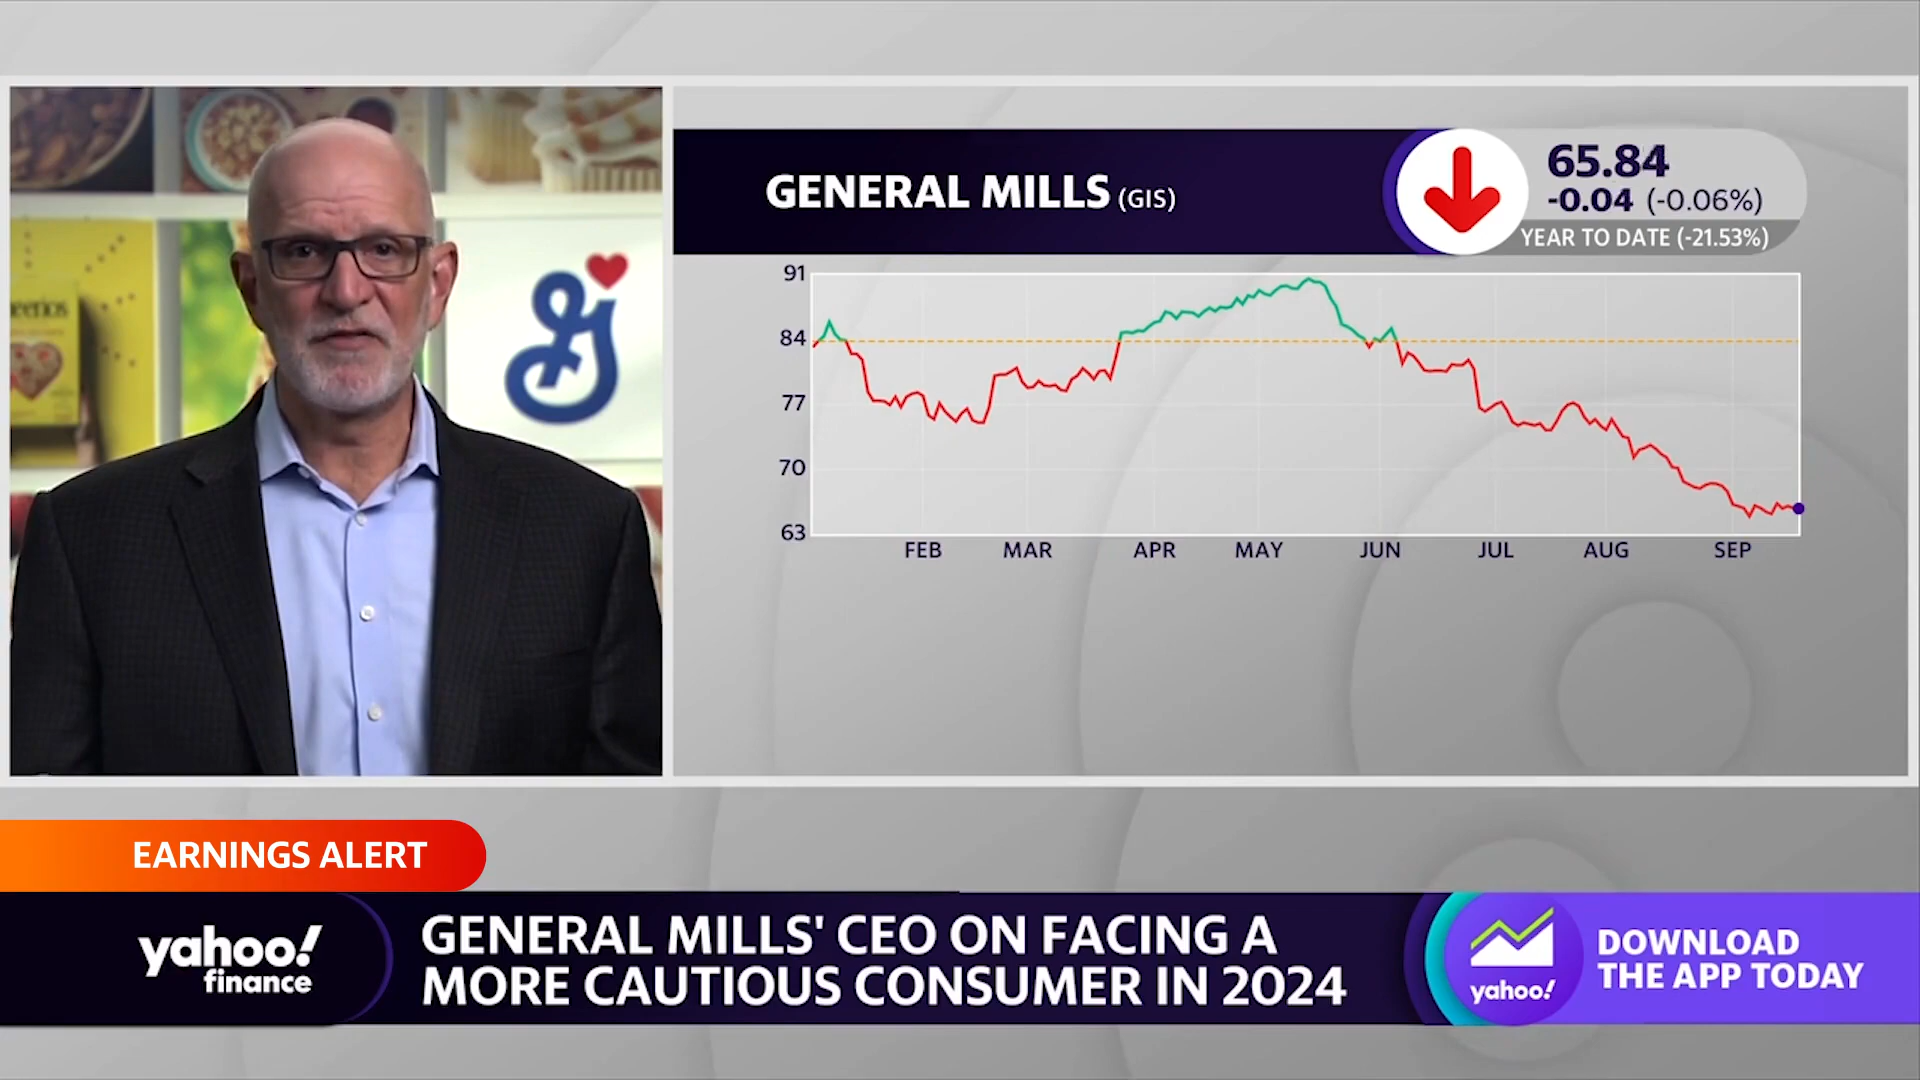 eerios
GENERAL MILLS (GIS)
65.84
-0.04 (-0.06%)
YEAR TO DATE (-21.53%)
91
84
77
70
63
FEB MAR APR MAY JUN JUL AUG SEP
EARNINGS ALERT
yahoo!
finance
GENERAL MILLS' CEO ON FACING A
MORE CAUTIOUS CONSUMER IN 2024
yahoo!
DOWNLOAD
THE APP TODAY